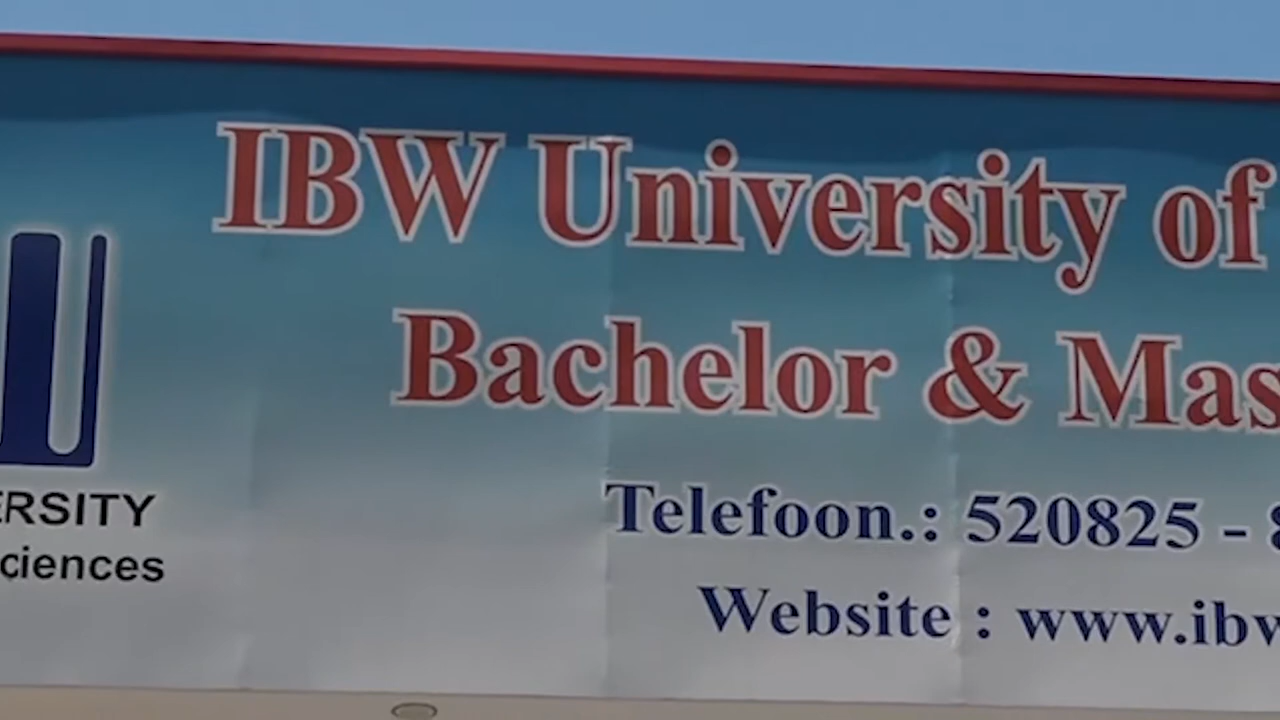 IBW University of
Bachelor & Mas
ERSITY
ciences
Telefoon.: 520825 -
Website : www.ibw